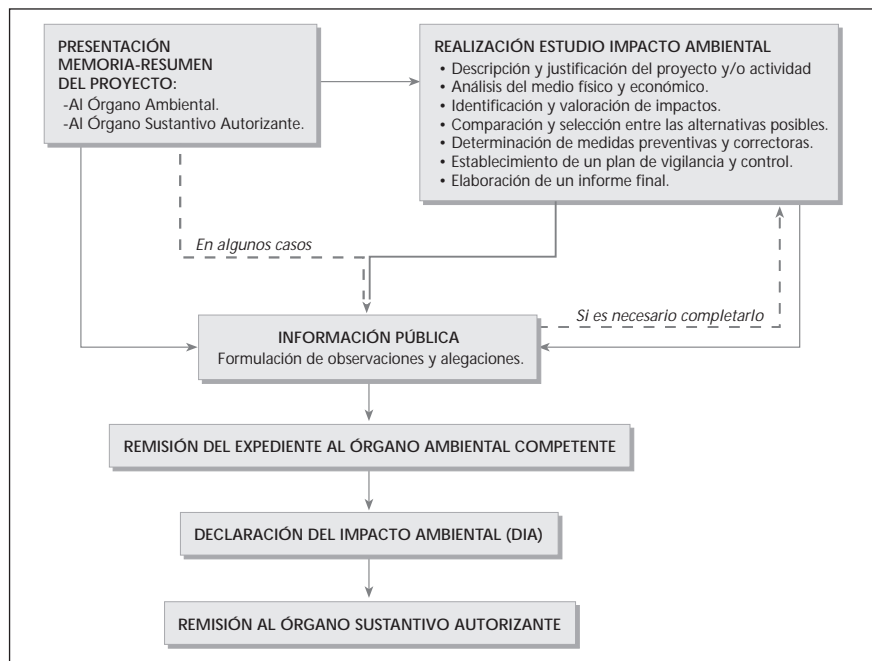 PRESENTACIÓN
MEMORIA-RESUMEN
DEL PROYECTO:
-Al Órgano Ambiental.
-Al Órgano Sustantivo Autorizante.
REALIZACIÓN ESTUDIO IMPACTO AMBIENTAL
• Descripción y justificación del proyecto y/o actividad
• Análisis del medio físico y económico.
• Identificación y valoración de impactos.
• Comparación y selección entre las alternativas posibles.
• Determinación de medidas preventivas y correctoras.
• Establecimiento de un plan de vigilancia y control.
• Elaboración de un informe final.
En algunos casos
Si es necesario completarlo
INFORMACIÓN PÚBLICA
Formulación de observaciones y alegaciones.
REMISIÓN DEL EXPEDIENTE AL ÓRGANO AMBIENTAL COMPETENTE
DECLARACIÓN DEL IMPACTO AMBIENTAL (DIA)
REMISIÓN AL ÓRGANO SUSTANTIVO AUTORIZANTE